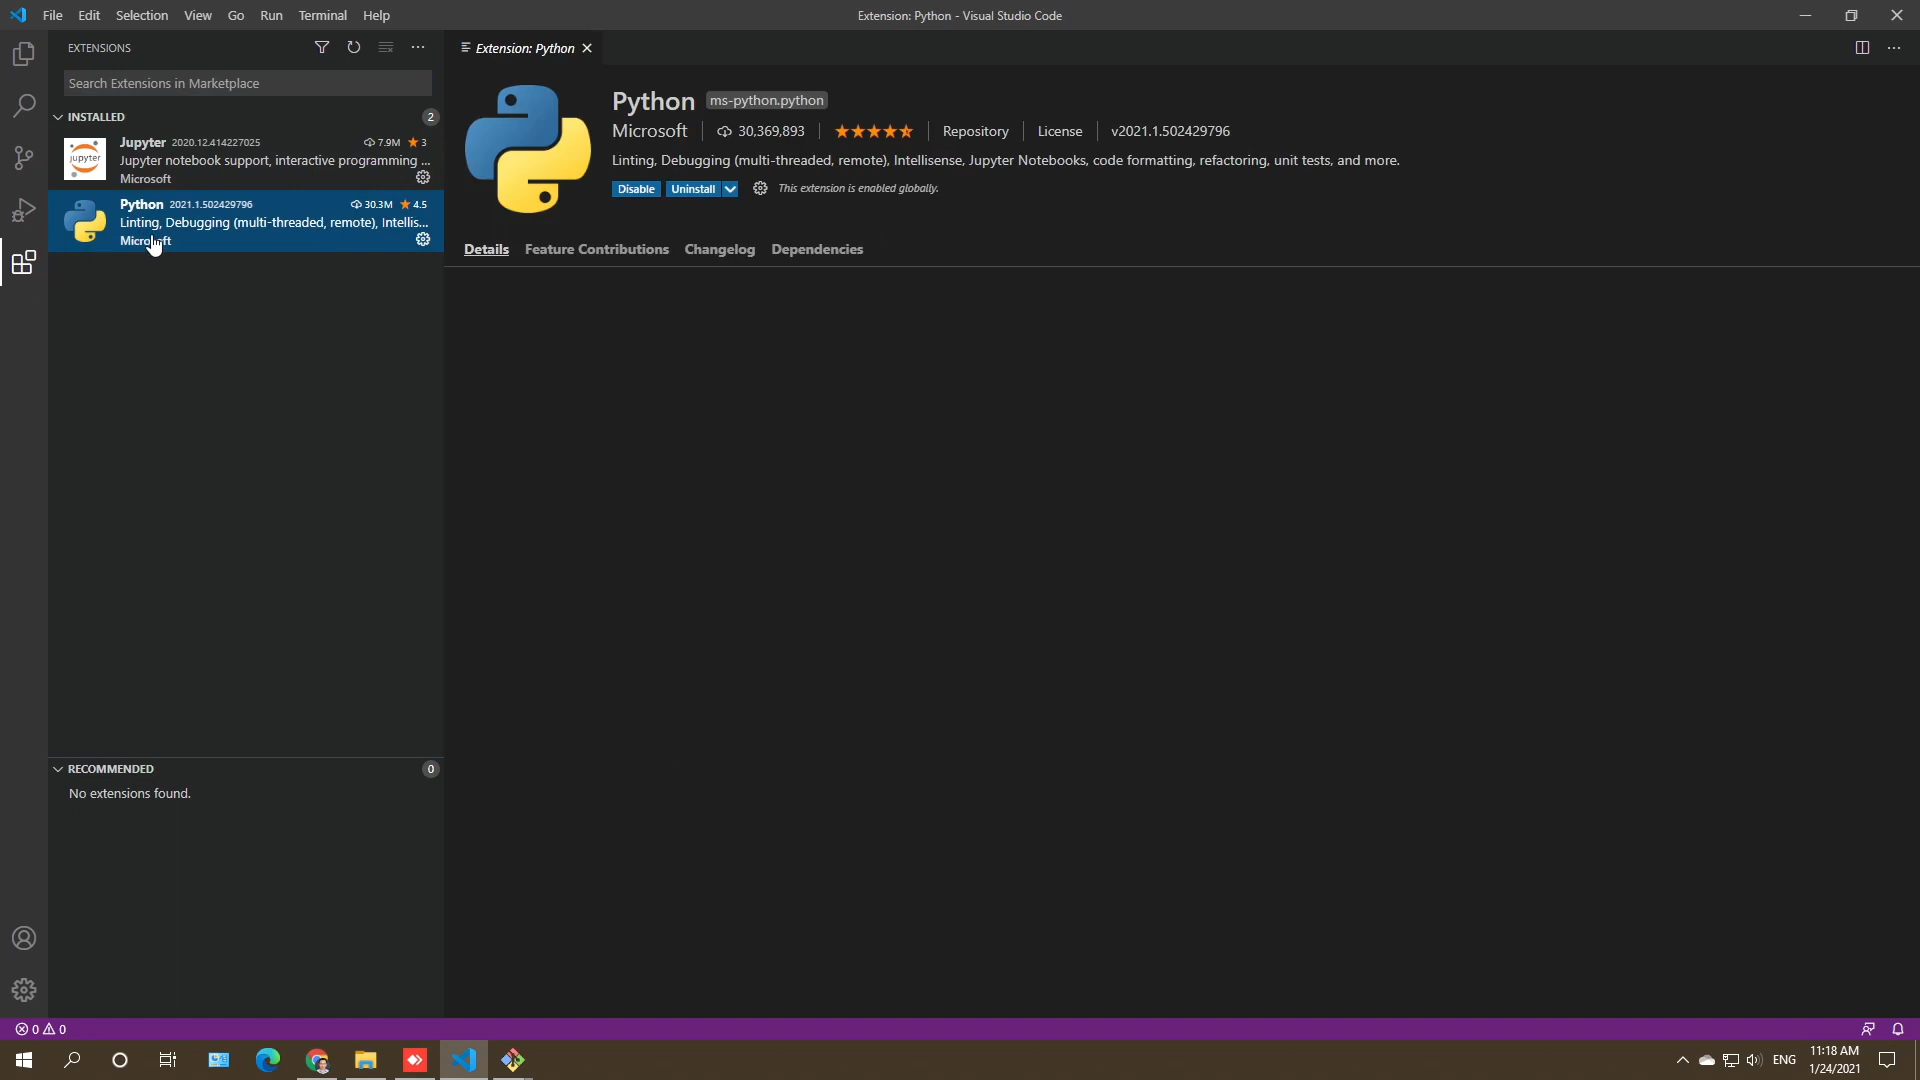 File Edit Selection View Go Run Terminal Help
Extension: Python - Visual Studio Code
EXTENSIONS
Search Extensions in Marketplace
INSTALLED 2
jupyter
Jupyter 2020.12.414227025 7.9M 3
Jupyter notebook support, interactive programming ...
Microsoft
Python 2021.1.502429796 30.3M 4.5
Linting, Debugging (multi-threaded, remote), Intellis...
Microsoft
RECOMMENDED 0
No extensions found.
Extension: Python
Python ms-python.python
Microsoft 30,369,893 Repository License v2021.1.502429796
Linting, Debugging (multi-threaded, remote), Intellisense, Jupyter Notebooks, code formatting, refactoring, unit tests, and more.
Disable Uninstall This extension is enabled globally.
Details Feature Contributions Changelog Dependencies
0 0
ENG
11:18 AM
1/24/2021